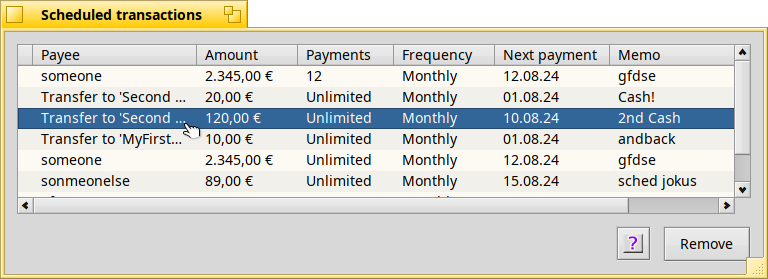 Scheduled transactions
Payee Amount Payments Frequency Next payment Memo
someone 2.345,00 € 12 Monthly 12.08.24 gfdse
Transfer to 'Second ... 20,00 € Unlimited Monthly 01.08.24 Cash!
Transfer to 'Second ... 120,00 € Unlimited Monthly 10.08.24 2nd Cash
Transfer to 'MyFirst... 10,00 € Unlimited Monthly 01.08.24 andback
someone 2.345,00 € Unlimited Monthly 12.08.24 gfdse
sonmeonelse 89,00 € Unlimited Monthly 15.08.24 sched jokus
? Remove